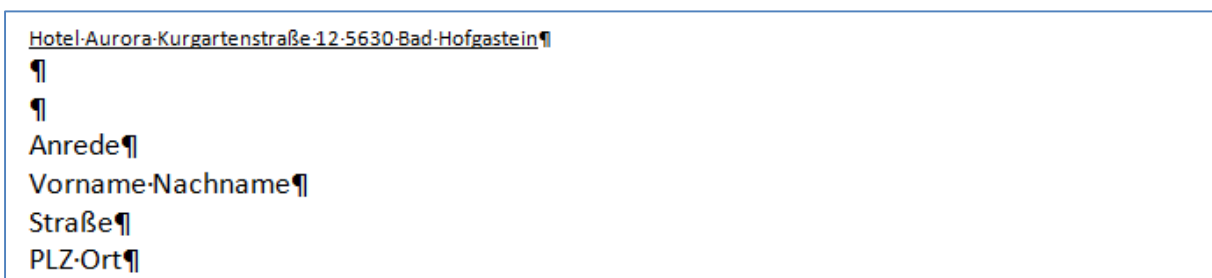 Hotel·Aurora·Kurgartenstraße·12·5630·Bad·Hofgastein¶
¶
¶
Anrede¶
Vorname·Nachname¶
Straße¶
PLZ·Ort¶